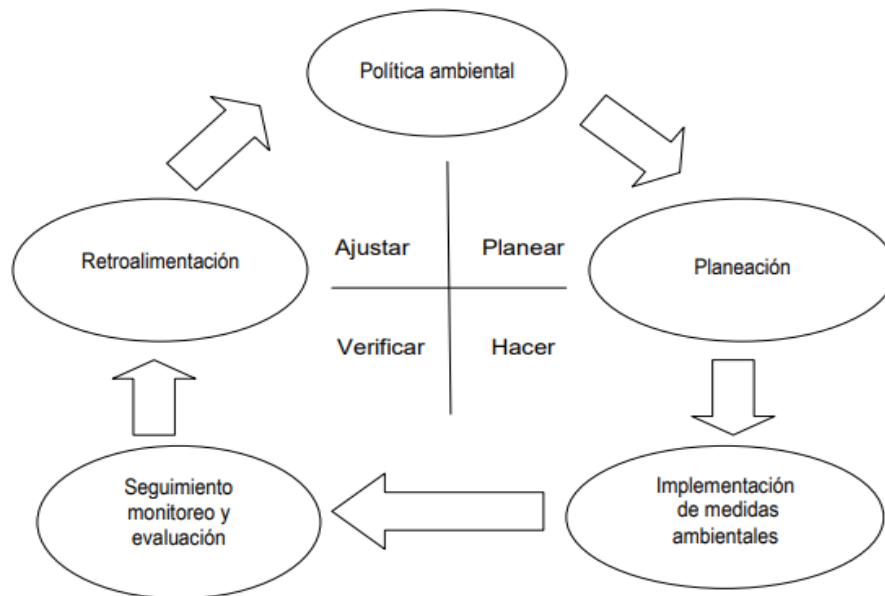 Política ambiental
Retroalimentación
Ajustar
Planear
Planeación
Verificar
Hacer
Seguimiento
monitoreo y
evaluación
Implementación
de medidas
ambientales